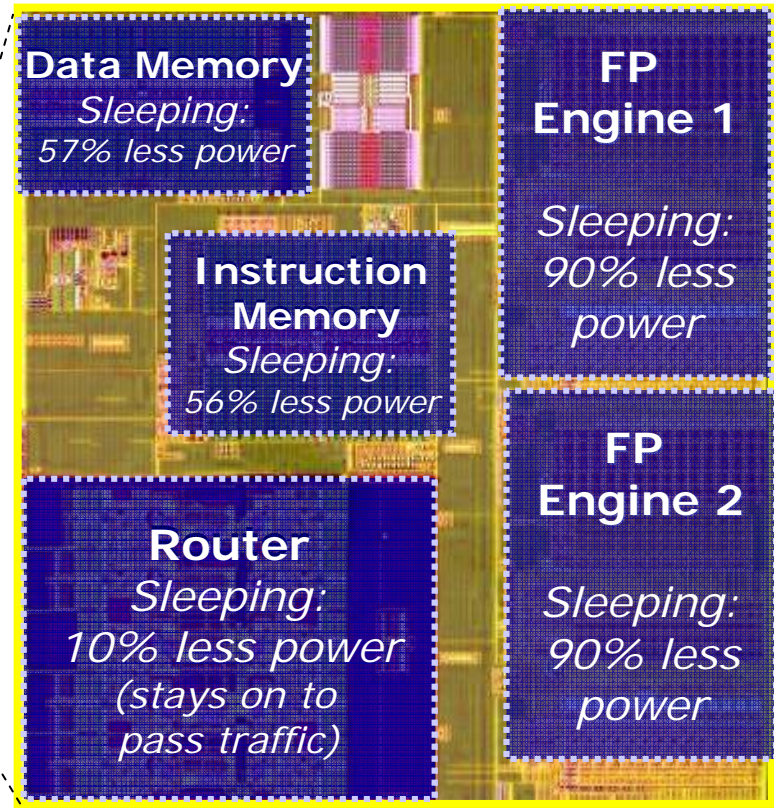 Data Memory
Sleeping:
57% less power
FP
Engine 1
Sleeping:
90% less
power
Instruction
Memory
Sleeping:
56% less power
FP
Engine 2
Sleeping:
90% less
power
Router
Sleeping:
10% less power
(stays on to
pass traffic)